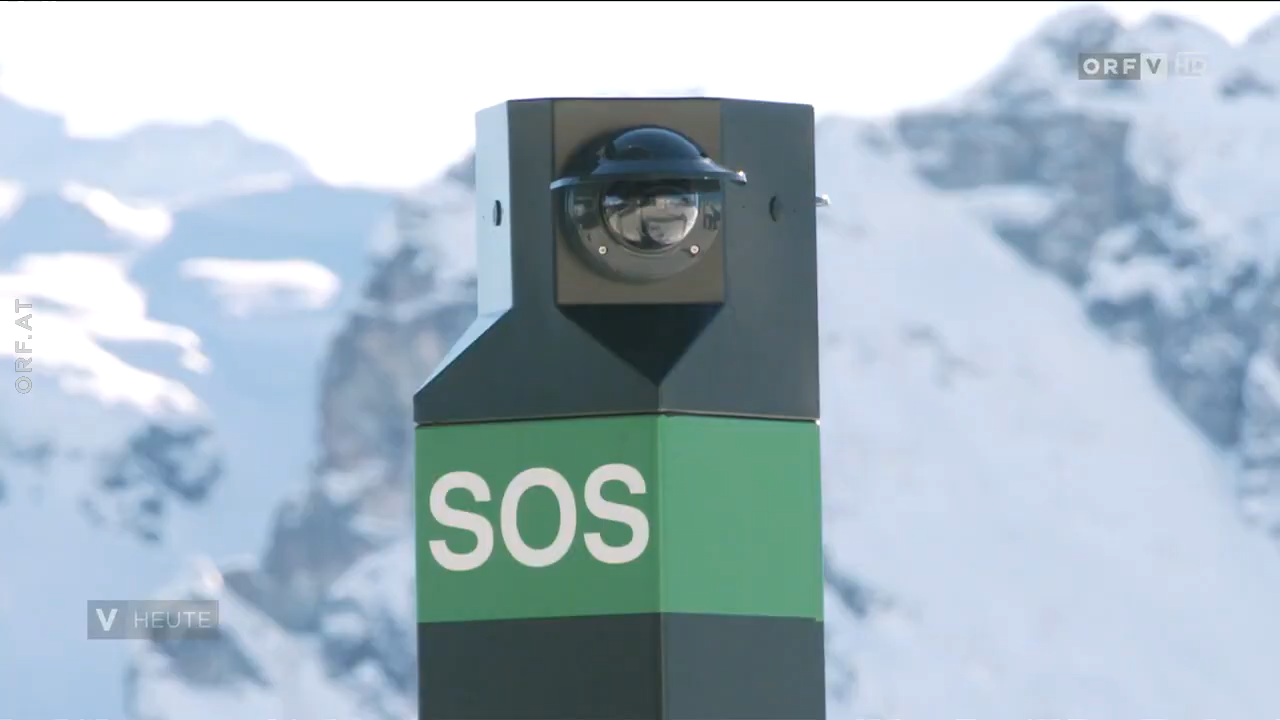 ORF V HD
ORF.AT
SOS
V HEUTE